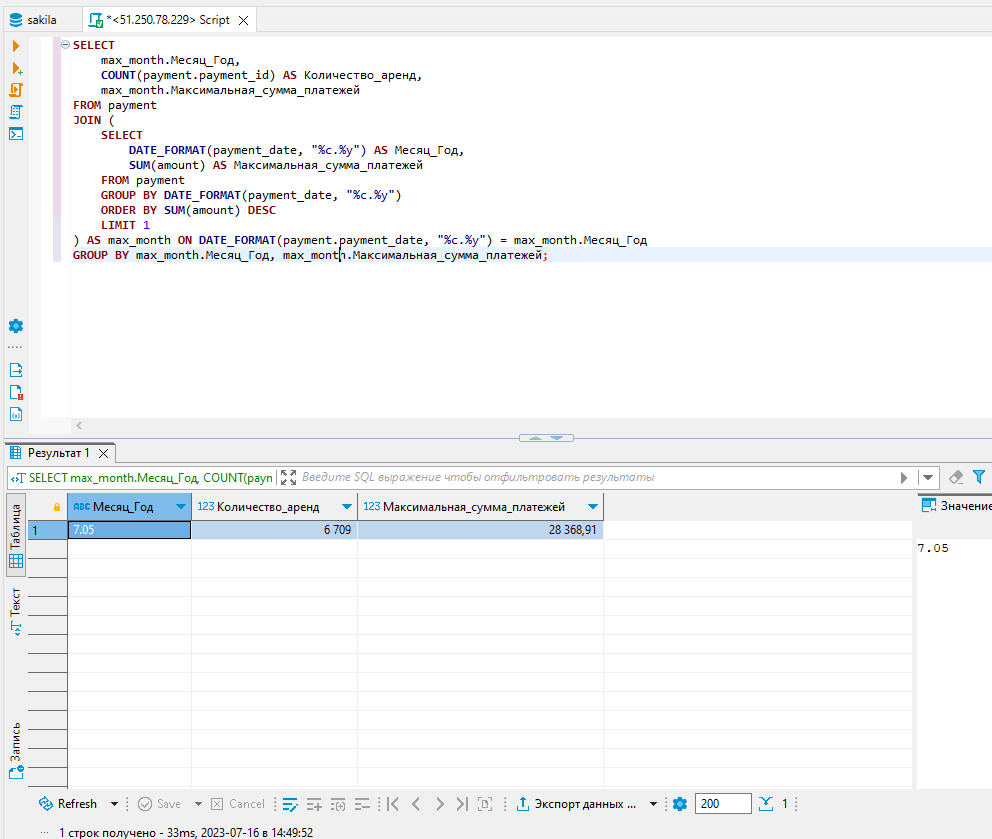 sakila
*<51.250.78.229> Script
SELECT
max_month.Месяц_Год,
COUNT(payment.payment_id) AS Количество_аренд,
max_month.Максимальная_сумма_платежей
FROM payment
JOIN (
SELECT
DATE_FORMAT(payment_date, "%c.%y") AS Месяц_Год,
SUM(amount) AS Максимальная_сумма_платежей
FROM payment
GROUP BY DATE_FORMAT(payment_date, "%c.%y")
ORDER BY SUM(amount) DESC
LIMIT 1
) AS max_month ON DATE_FORMAT(payment.payment_date, "%c.%y") = max_month.Месяц_Год
GROUP BY max_month.Месяц_Год, max_month.Максимальная_сумма_платежей;
Результат 1
SELECT max_month.Месяц_Год, COUNT(payn
Введите SQL выражение чтобы отфильтровать результаты
Таблица
Текст
Запись
ABC Месяц_Год
123 Количество_аренд
123 Максимальная_сумма_платежей
Значение
1
7.05
6 709
28 368,91
7.05
Refresh
Save
Cancel
Экспорт данных ...
200
1
... 1 строк получено - 33ms, 2023-07-16 в 14:49:52